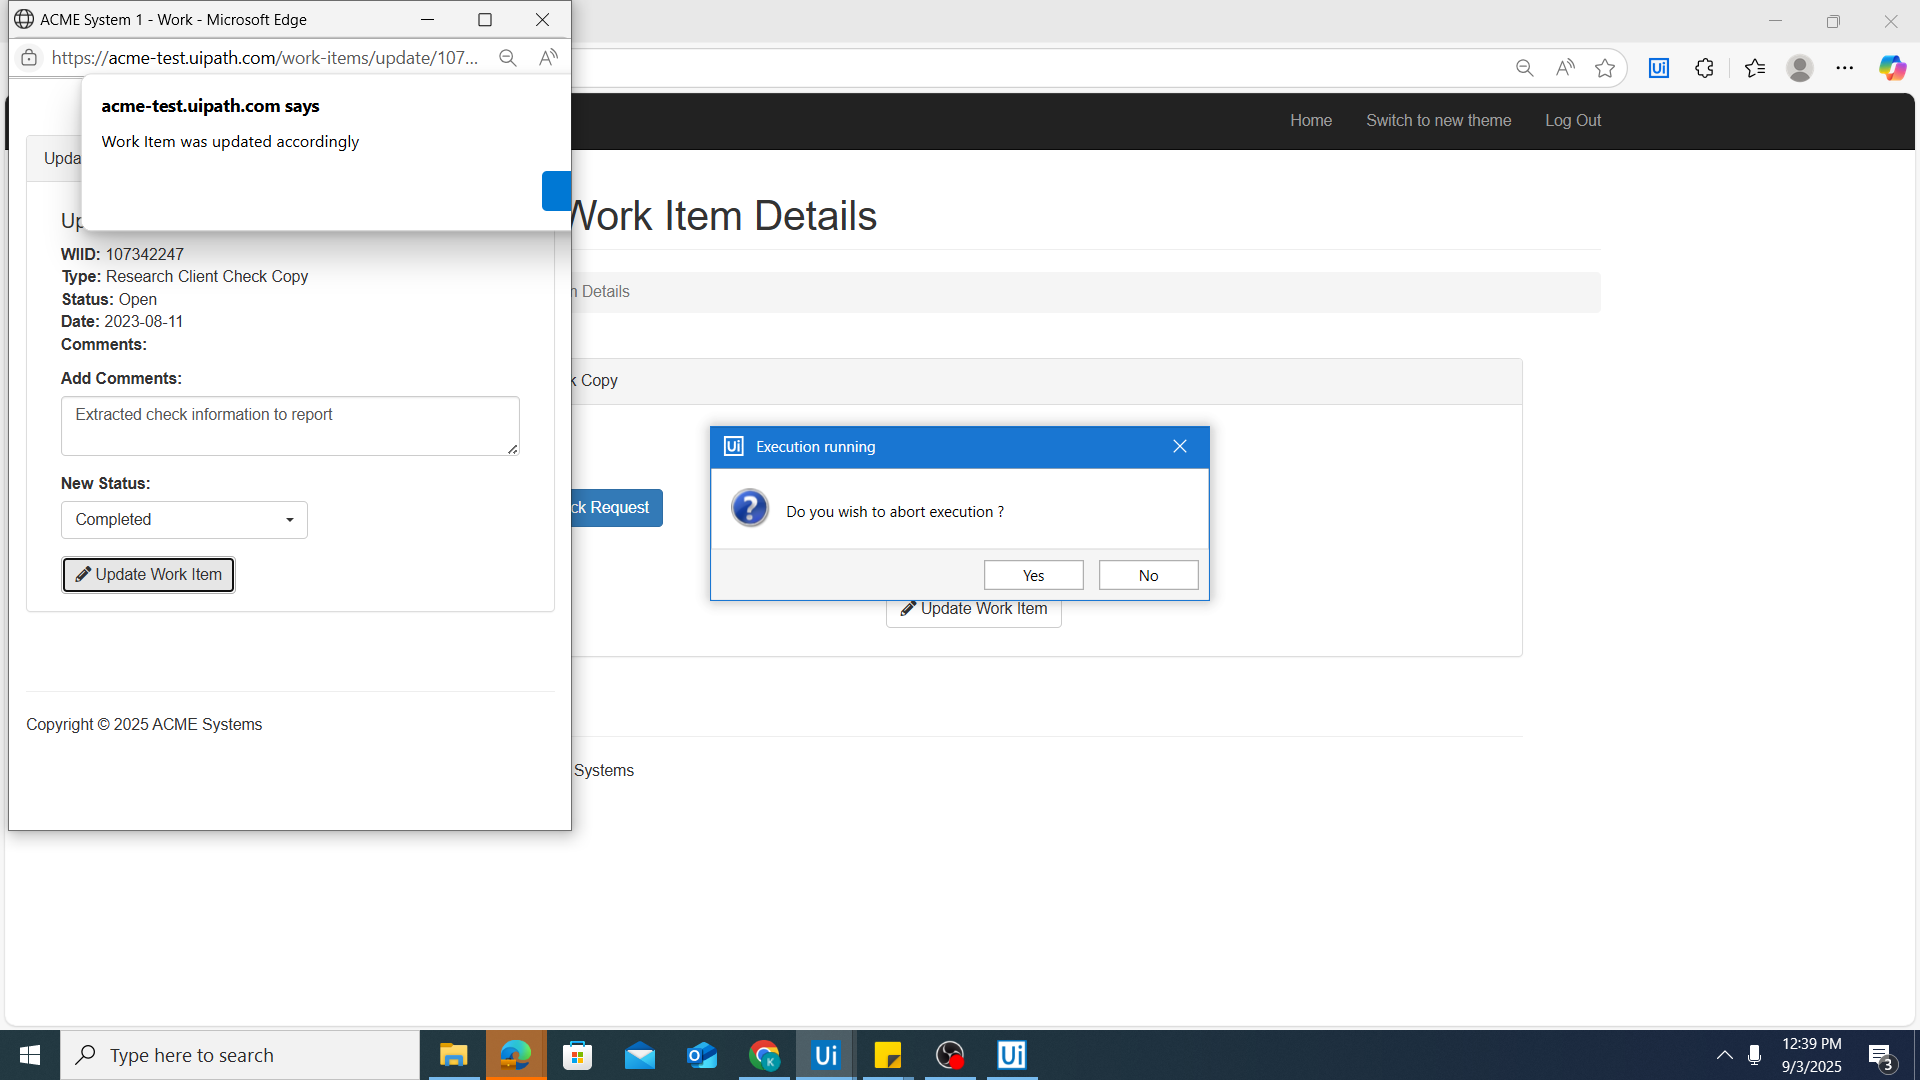 ACME System 1 - Work - Microsoft Edge
https://acme-test.uipath.com/work-items/update/107...
acme-test.uipath.com says
Work Item was updated accordingly
Upda
Up
WIID: 107342247
Type: Research Client Check Copy
Status: Open
Date: 2023-08-11
Comments:
Add Comments:
Extracted check information to report
New Status:
Completed
Update Work Item
Copyright © 2025 ACME Systems
Home
Switch to new theme
Log Out
Work Item Details
n Details
k Copy
ck Request
Ui Execution running
Do you wish to abort execution ?
Yes
No
Update Work Item
Systems
Type here to search
K
Ui
Ui
12:39 PM
9/3/2025
3
Ui